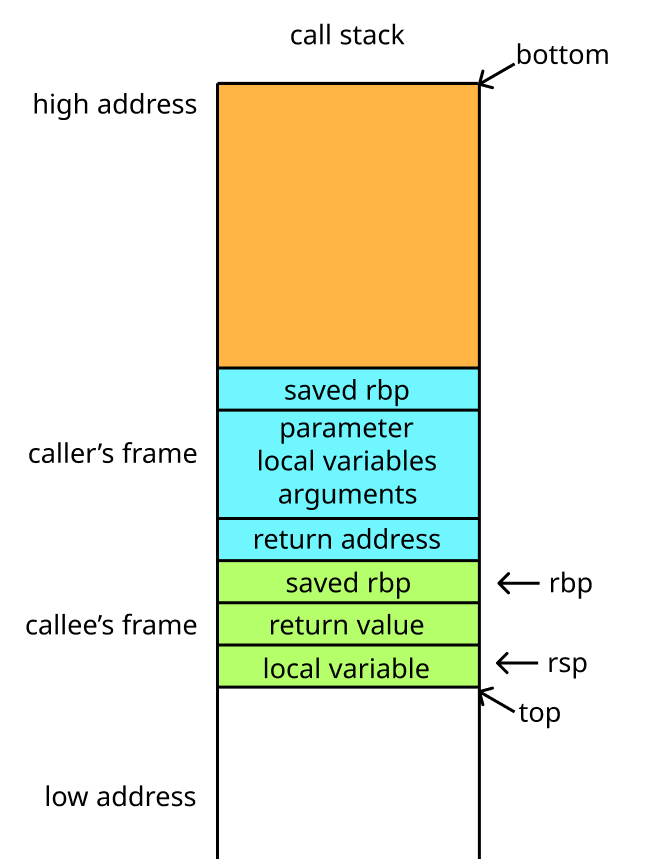 call stack
bottom
high address
saved rbp
parameter
local variables
arguments
caller’s frame
return address
saved rbp
rbp
callee’s frame
return value
local variable
rsp
top
low address